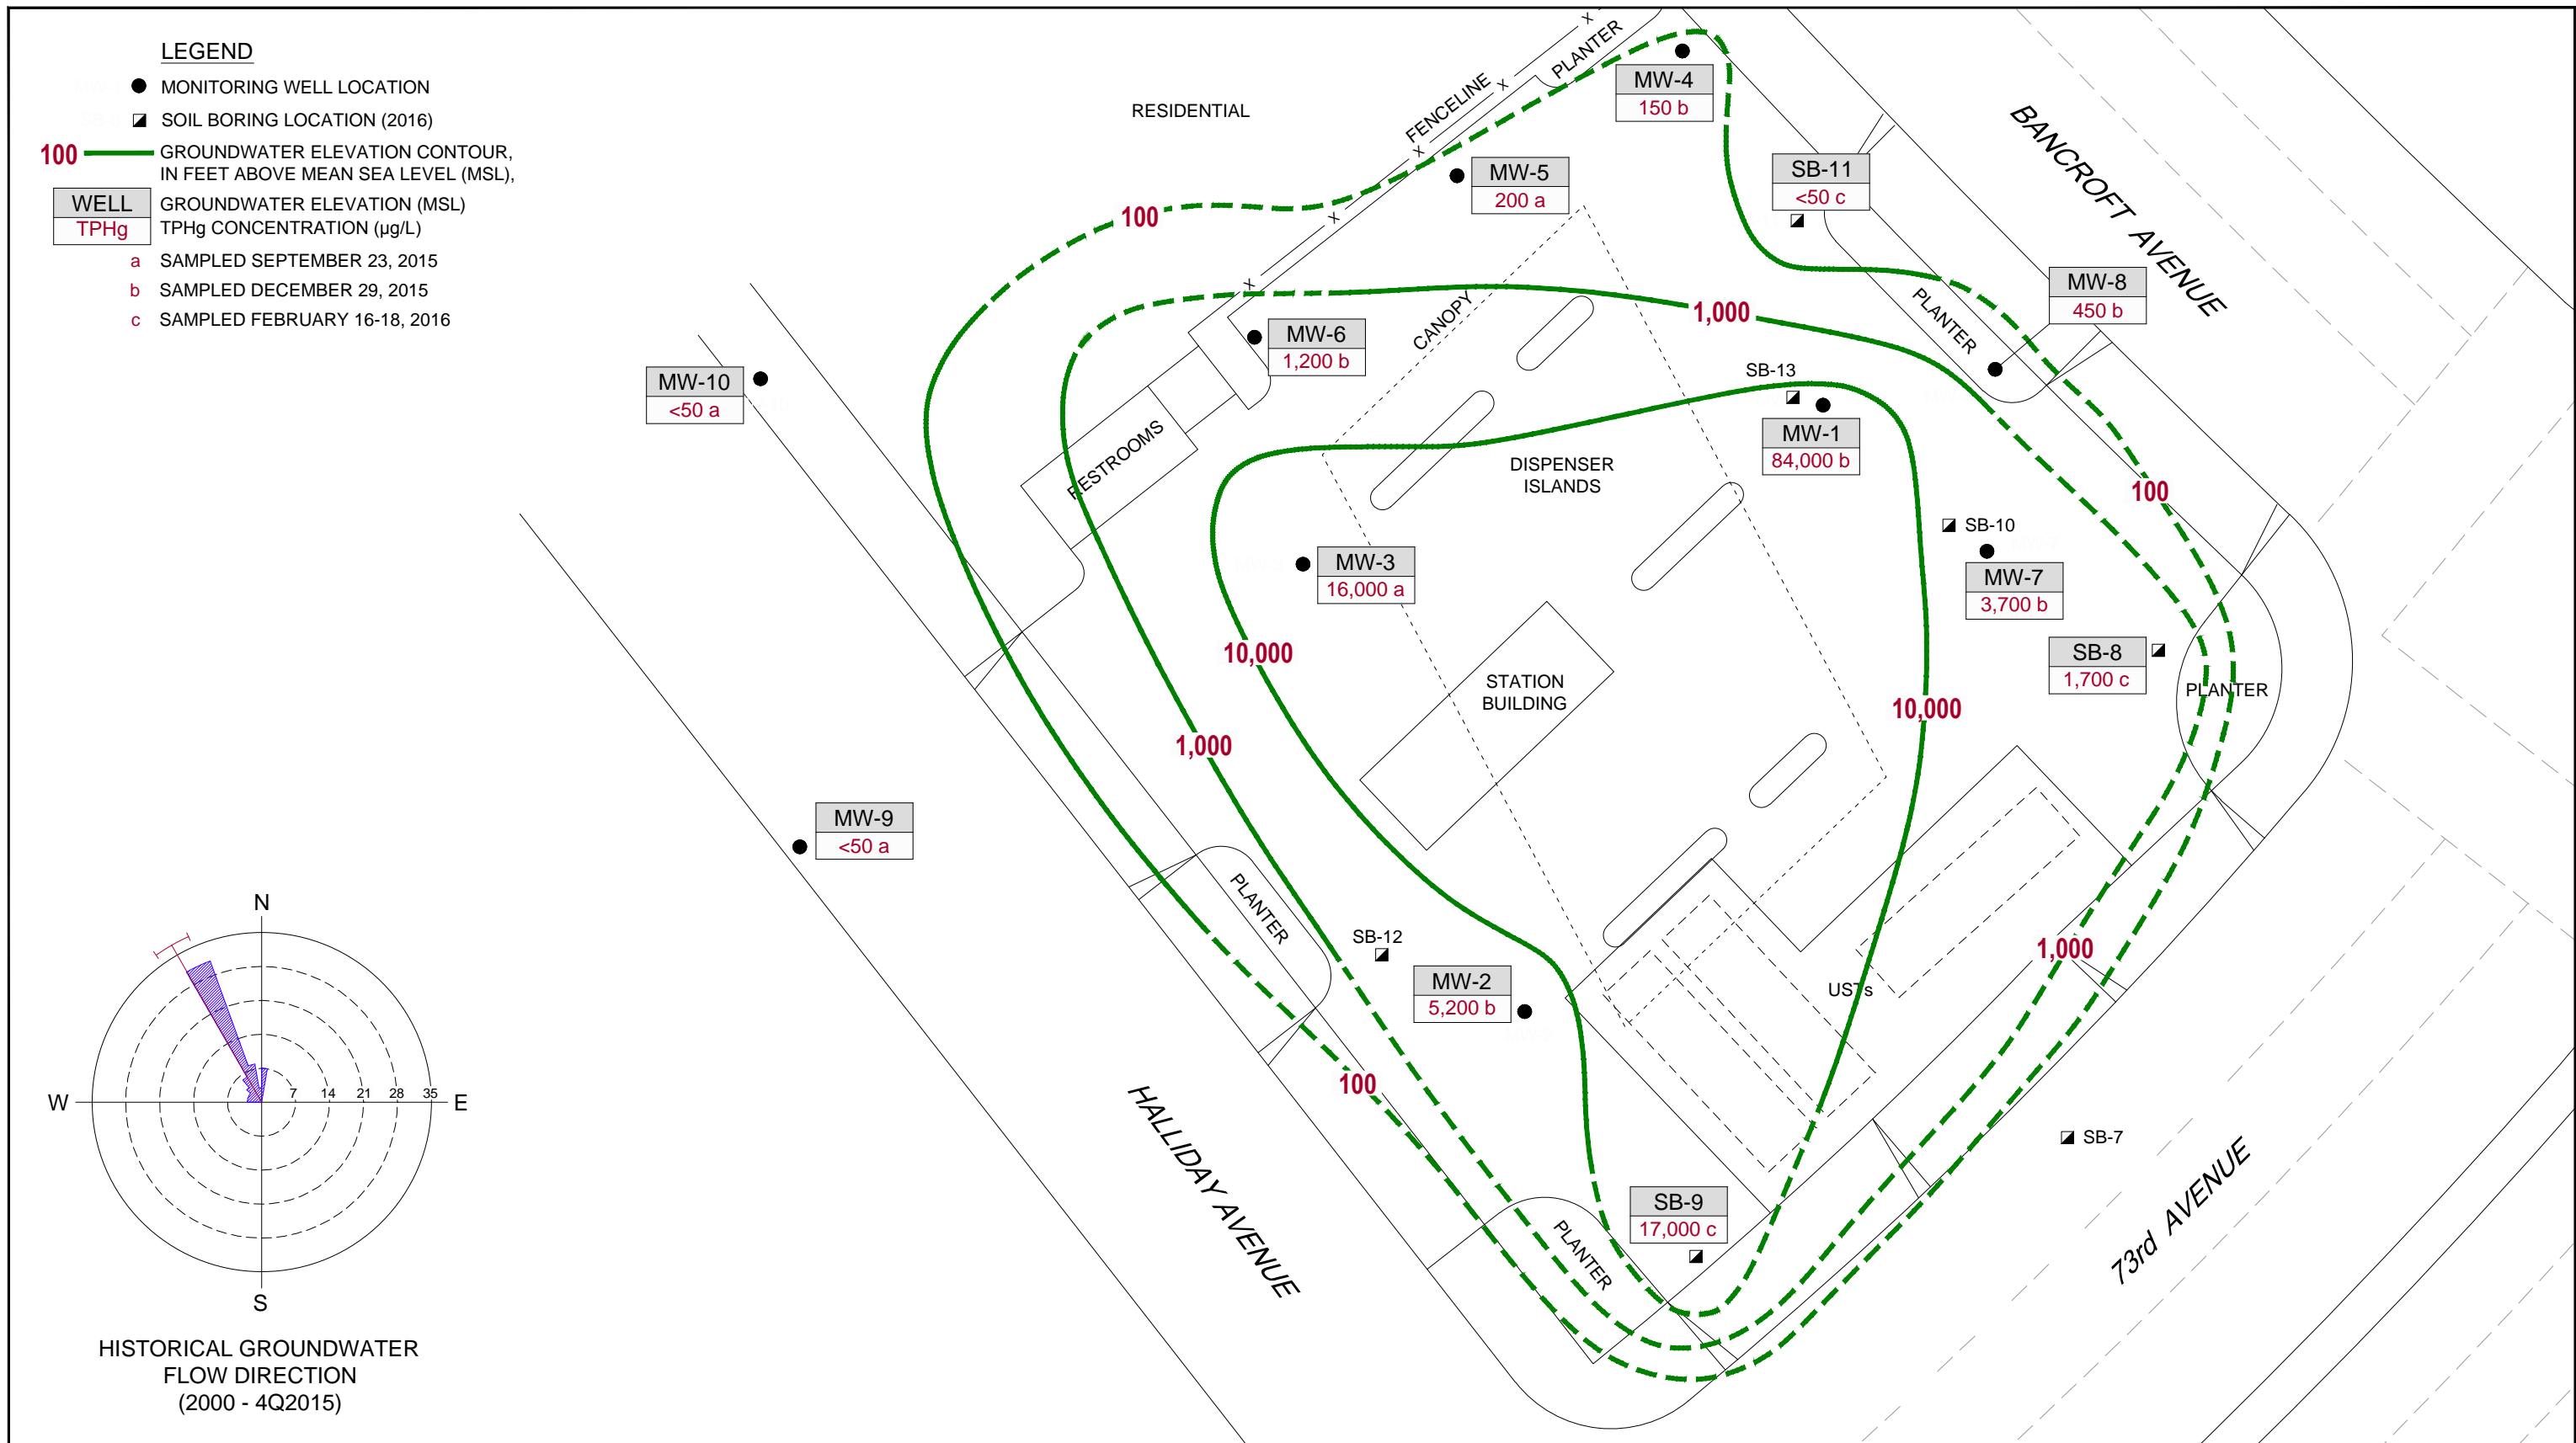 LEGEND
MONITORING WELL LOCATION
SOIL BORING LOCATION (2016)
100 GROUNDWATER ELEVATION CONTOUR,
IN FEET ABOVE MEAN SEA LEVEL (MSL),
WELL GROUNDWATER ELEVATION (MSL)
TPHg TPHg CONCENTRATION (µg/L)
a SAMPLED SEPTEMBER 23, 2015
b SAMPLED DECEMBER 29, 2015
c SAMPLED FEBRUARY 16-18, 2016
RESIDENTIAL
FENCELINE
x
x
x
x
x
PLANTER
MW-4
150 b
MW-5
200 a
SB-11
<50 c
BANCROFT AVENUE
100
MW-8
450 b
PLANTER
1,000
CANOPY
MW-6
1,200 b
MW-10
<50 a
SB-13
MW-1
84,000 b
RESTROOMS
DISPENSER
ISLANDS
100
SB-10
MW-7
3,700 b
MW-3
16,000 a
10,000
SB-8
1,700 c
PLANTER
STATION
BUILDING
10,000
1,000
MW-9
<50 a
PLANTER
SB-12
MW-2
5,200 b
1,000
USTs
100
HALLIDAY AVENUE
SB-7
73rd AVENUE
SB-9
17,000 c
PLANTER
N
W
7 14 21 28 35
E
S
HISTORICAL GROUNDWATER
FLOW DIRECTION
(2000 - 4Q2015)